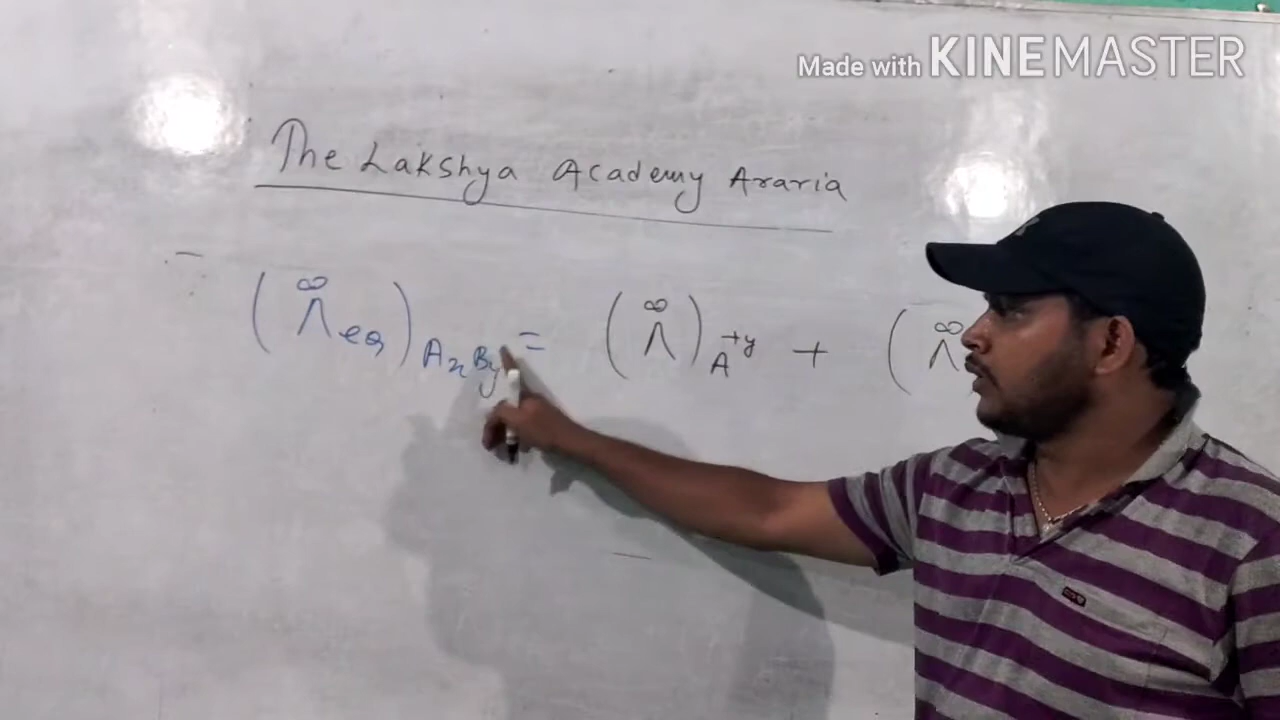 Made with KINEMASTER
The Lakshya Academy Araria
(Λ∞eq)AxBy = (Λ∞)A+y + (Λ∞